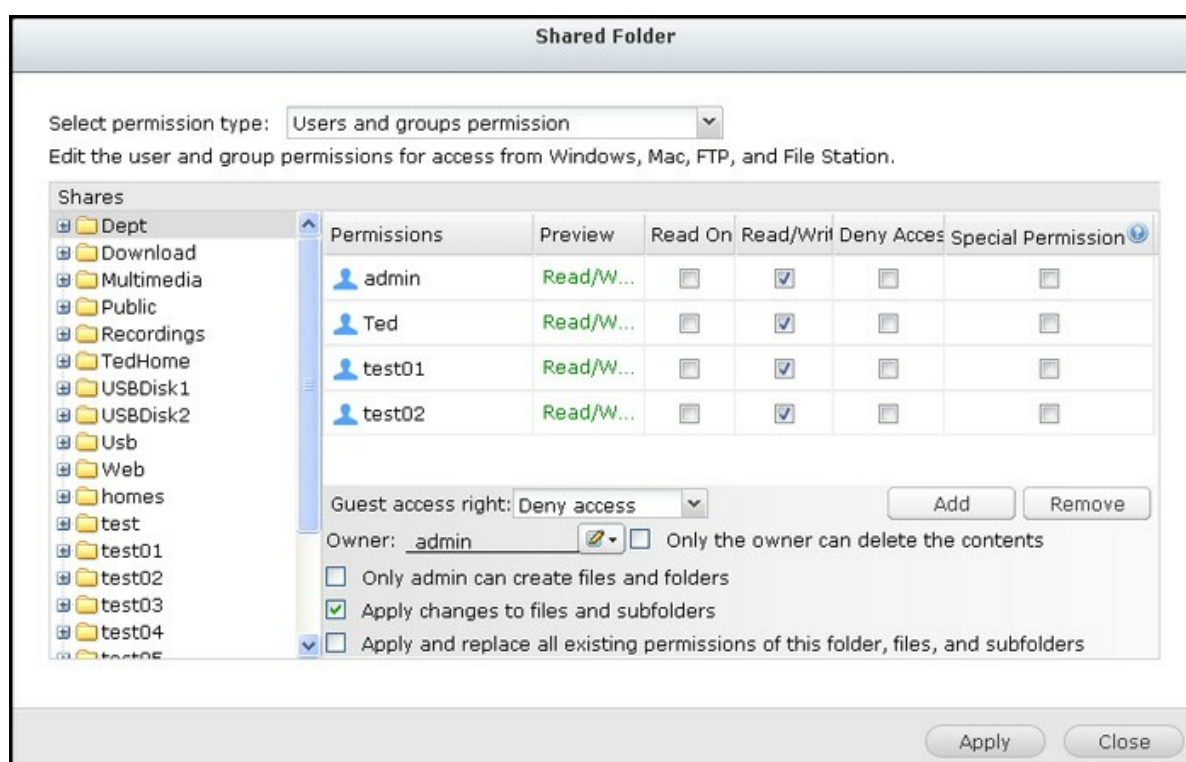 Shared Folder
Select permission type: Users and groups permission
Edit the user and group permissions for access from Windows, Mac, FTP, and File Station.
Shares
Dept
Download
Multimedia
Public
Recordings
TedHome
USBDisk1
USBDisk2
Usb
Web
homes
test
test01
test02
test03
test04
test05
Permissions Preview Read On Read/Writ Deny Acces Special Permission
admin Read/W...
Ted Read/W...
test01 Read/W...
test02 Read/W...
Guest access right: Deny access Add Remove
Owner: admin Only the owner can delete the contents
Only admin can create files and folders
Apply changes to files and subfolders
Apply and replace all existing permissions of this folder, files, and subfolders
Apply Close